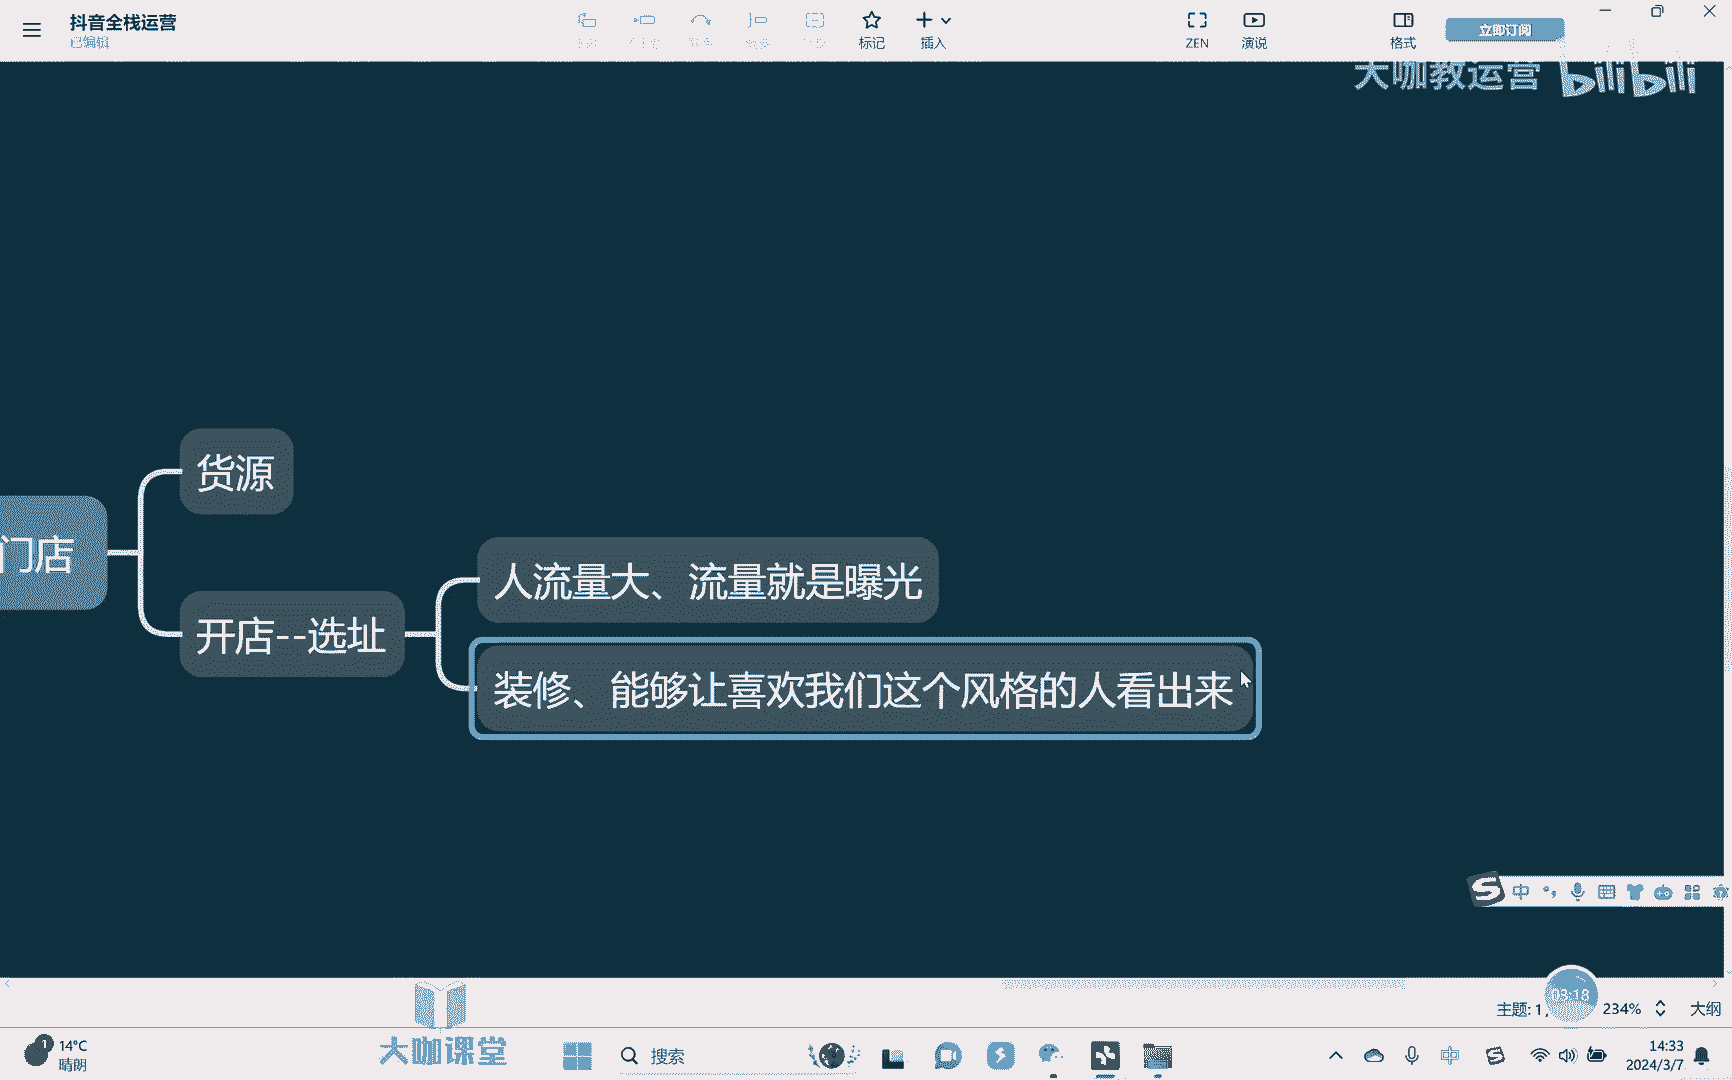 抖音全栈运营
已编辑
标记
插入
ZEN
演说
格式
立即订阅
大咖教运营 bilibili
货源
门店
人流量大、流量就是曝光
开店--选址
装修、能够让喜欢我们这个风格的人看出来
中
03:18
主题: 1
234%
大纲
大咖课堂
1
14°C
晴朗
搜索
中
14:33
2024/3/7